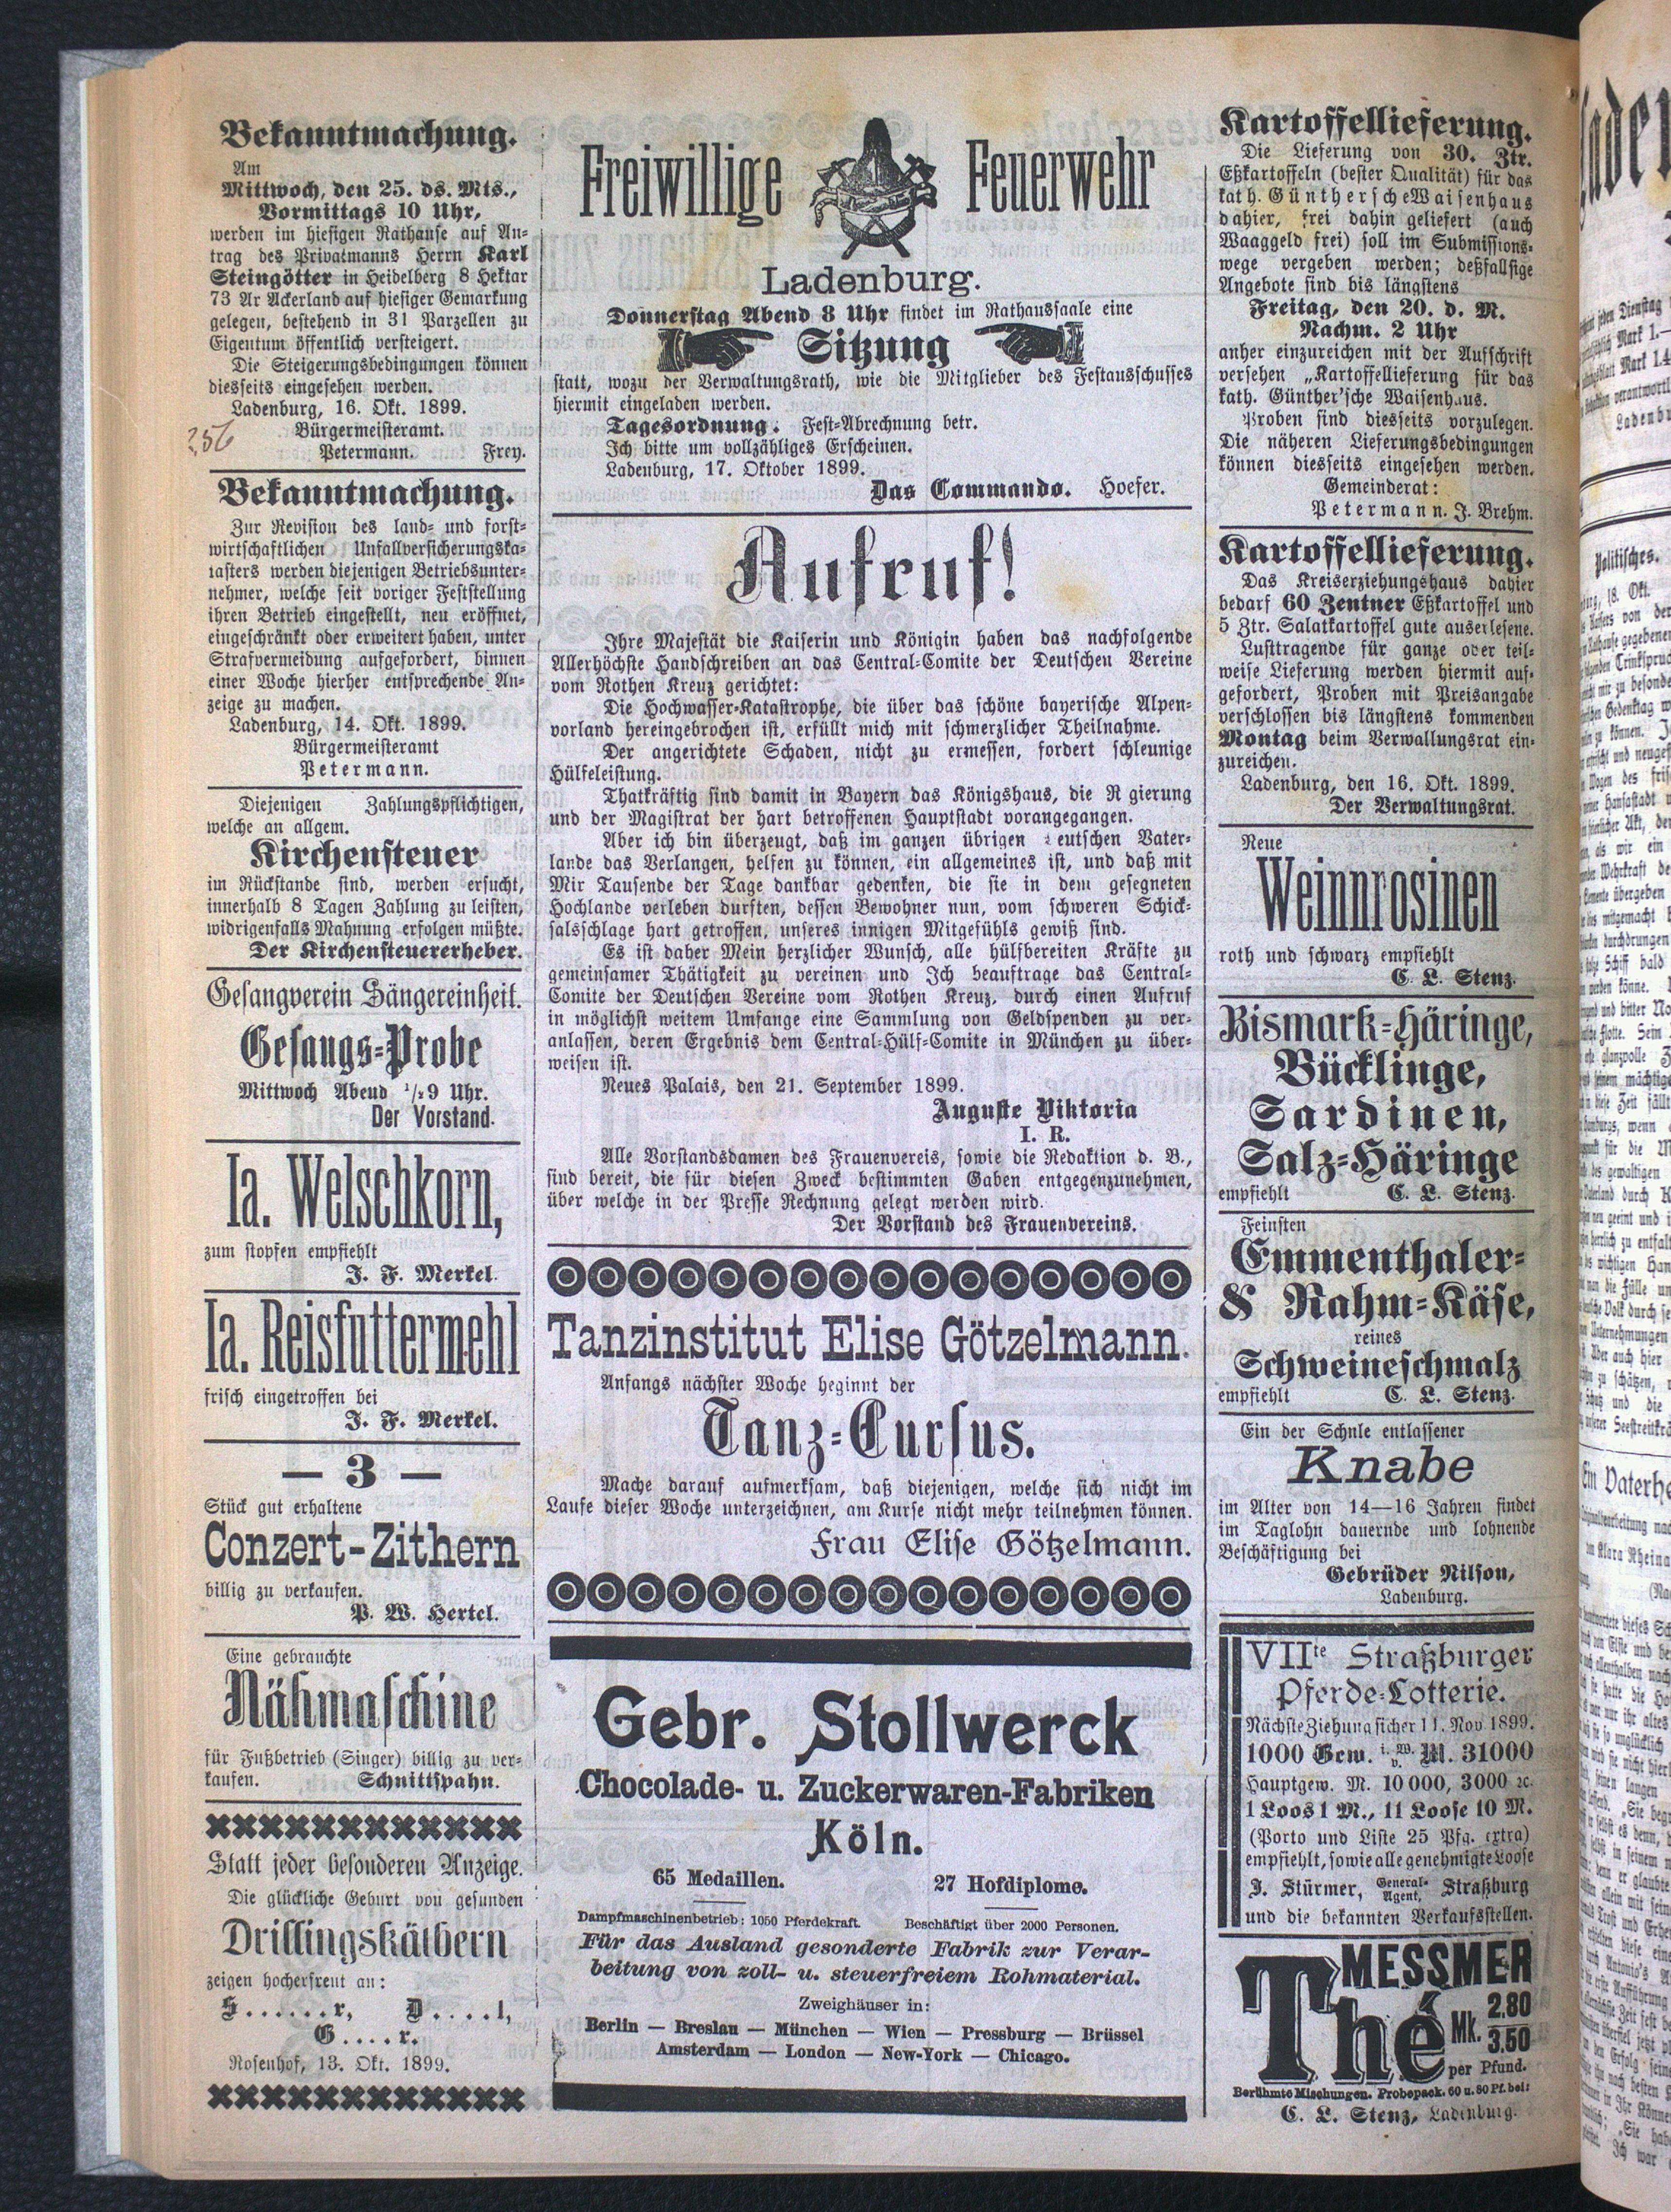 Bekanntmachung.
Am
Mittwoch, den 25. ds. Mts.,
Vormittags 10 Uhr,
werden im hiesigen Rathause auf An-
trag des Privatmanns Herrn Karl
Steingötter in Heidelberg 8 Hektar
73 Ar Ackerland auf hiesiger Gemarkung
gelegen, bestehend in 31 Parzellen zu
Eigentum öffentlich versteigert.
Die Steigerungsbedingungen können
diesseits eingesehen werden.
Ladenburg, 16. Okt. 1899.
Bürgermeisteramt.
Petermann. Frey.
356
Bekanntmachung.
Zur Revision des land- und forst-
wirtschaftlichen Unfallversicherungska-
tasters werden diejenigen Betriebsunter-
nehmer, welche seit voriger Feststellung
ihren Betrieb eingestellt, neu eröffnet,
eingeschränkt oder erweitert haben, unter
Strafvermeidung aufgefordert, binnen
einer Woche hierher entsprechende An-
zeige zu machen.
Ladenburg, 14. Okt. 1899.
Bürgermeisteramt
Petermann.
Diejenigen Zahlungspflichtigen,
welche an allgem.
Kirchensteuer
im Rückstande sind, werden ersucht,
innerhalb 8 Tagen Zahlung zu leisten,
widrigenfalls Mahnung erfolgen müßte.
Der Kirchensteuererheber.
Gesangverein Sängereinheit.
Gesangs-Probe
Mittwoch Abend ½9 Uhr.
Der Vorstand.
Ia. Welschkorn,
zum stopfen empfiehlt
J. F. Merkel.
Ia. Reisfuttermehl
frisch eingetroffen bei
J. F. Merkel.
— 3 —
Stück gut erhaltene
Conzert-Zithern
billig zu verkaufen.
P. W. Hertel.
Eine gebrauchte
Nähmaschine
für Fußbetrieb (Singer) billig zu ver-
kaufen. Schnittspahn.
Statt jeder besonderen Anzeige.
Die glückliche Geburt von gesunden
Drillingskälbern
zeigen hocherfreut an:
H......r, D....l,
G....r.
Rosenhof, 13. Okt. 1899.
Freiwillige Feuerwehr
Ladenburg.
Donnerstag Abend 8 Uhr findet im Rathaussaale eine
Sitzung
statt, wozu der Verwaltungsrath, wie die Mitglieber des Festausschusses
hiermit eingeladen werden.
Tagesordnung: Fest-Abrechnung betr.
Ich bitte um vollzähliges Erscheinen.
Ladenburg, 17. Oktober 1899.
Das Commando. Hoefer.
Aufruf!
Ihre Majestät die Kaiserin und Königin haben das nachfolgende
Allerhöchste Handschreiben an das Central-Comite der Deutschen Vereine
vom Rothen Kreuz gerichtet:
Die Hochwasser-Katastrophe, die über das schöne bayerische Alpen-
vorland hereingebrochen ist, erfüllt mich mit schmerzlicher Theilnahme.
Der angerichtete Schaden, nicht zu ermessen, fordert schleunige
Hülfeleistung.
Thatkräftig sind damit in Bayern das Königshaus, die R gierung
und der Magistrat der hart betroffenen Hauptstadt vorangegangen.
Aber ich bin überzeugt, daß im ganzen übrigen eutschen Vater-
lande das Verlangen, helfen zu können, ein allgemeines ist, und daß mit
Mir Tausende der Tage dankbar gedenken, die sie in dem gesegneten
Hochlande verleben durften, dessen Bewohner nun, vom schweren Schick-
salsschlage hart getroffen, unseres innigen Mitgefühls gewiß sind.
Es ist daher Mein herzlicher Wunsch, alle hülfsbereiten Kräfte zu
gemeinsamer Thätigkeit zu vereinen und Ich beauftrage das Central-
Comite der Deutschen Vereine vom Rothen Kreuz, durch einen Aufruf
in möglichst weitem Umfange eine Sammlung von Geldspenden zu ver-
anlassen, deren Ergebnis dem Central-Hülf-Comite in München zu über-
weisen ist.
Neues Palais, den 21. September 1899.
Auguste Viktoria
I. R.
Alle Vorstandsdamen des Frauenvereis, sowie die Redaktion d. B.,
sind bereit, die für diesen Zweck bestimmten Gaben entgegenzunehmen,
über welche in der Presse Rechnung gelegt werden wird.
Der Vorstand des Frauenvereins.
Tanzinstitut Elise Götzelmann.
Anfangs nächster Woche beginnt der
Tanz-Cursus.
Mache darauf aufmerksam, daß diejenigen, welche sich nicht im
Laufe dieser Woche unterzeichnen, am Kurse nicht mehr teilnehmen können.
Frau Elise Götzelmann.
Gebr. Stollwerck
Chocolade- u. Zuckerwaren-Fabriken
Köln.
65 Medaillen. 27 Hofdiplome.
Dampfmaschinenbetrieb: 1050 Pferdekraft. Beschäftigt über 2000 Personen.
Für das Ausland gesonderte Fabrik zur Verar-
beitung von zoll- u. steuerfreiem Rohmaterial.
Zweighäuser in:
Berlin — Breslau — München — Wien — Pressburg — Brüssel
Amsterdam — London — New-York — Chicago.
Kartoffellieferung.
Die Lieferung von 30. Ztr.
Eßkartoffeln (bester Qualität) für das
kath. Günthersche Waisenhaus
dahier, frei dahin geliefert (auch
Waaggeld frei) soll im Submissions-
wege vergeben werden; deßfallsige
Angebote sind bis längstens
Freitag, den 20. d. M.
Nachm. 2 Uhr
anher einzureichen mit der Aufschrift
versehen „Kartoffellieferung für das
kath. Günther'sche Waisenhaus.
Proben sind diesseits vorzulegen.
Die näheren Lieferungsbedingungen
können diesseits eingesehen werden.
Gemeinderat:
Petermann. J. Brehm.
Kartoffellieferung.
Das Kreiserziehungshaus dahier
bedarf 60 Zentner Eßkartoffel und
5 Ztr. Salatkartoffel gute auserlesene.
Lusttragende für ganze oder teil-
weise Lieferung werden hiermit auf-
gefordert, Proben mit Preisangabe
verschlossen bis längstens kommenden
Montag beim Verwallungsrat ein-
zureichen.
Ladenburg, den 16. Okt. 1899.
Der Verwaltungsrat.
Neue
Weinnrosinen
roth und schwarz empfiehlt
C. L. Stenz.
Bismark-Häringe,
Bücklinge,
Sardinen,
Salz-Häringe
empfiehlt C. L. Stenz.
Feinsten
Emmenthaler-
& Rahm-Käse,
reines
Schweineschmalz
empfiehlt C. L. Stenz.
Ein der Schnle entlassener
Knabe
im Alter von 14—16 Jahren findet
im Taglohn dauernde und lohnende
Beschäftigung bei
Gebrüder Nilson,
Ladenburg.
VIIte Straßburger
Pferde-Lotterie.
Nächste Ziehung sicher 11. Nov 1899.
1000 Gew. i. W. v. M. 31000
Hauptgew. M. 10 000, 3000 ꝛc.
1 Loos 1 M., 11 Loose 10 M.
(Porto und Liste 25 Pfg. extra)
empfiehlt, sowie alle genehmigte Loose
J. Stürmer, General-Agent, Straßburg
und die bekannten Verkaufsstellen.
MESSMER
Thé Mk. 2.80 3.50
per Pfund.
Berühmte Mischungen. Probepack. 60 u. 80 Pf. bei:
C. L. Stenz, Ladenburg.
Politisches.